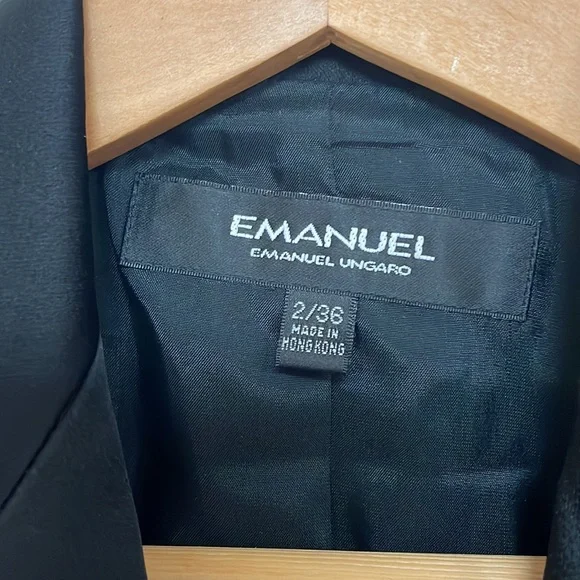 EMANUEL
EMANUEL UNGARO
2/36
MADE IN
HONG KONG